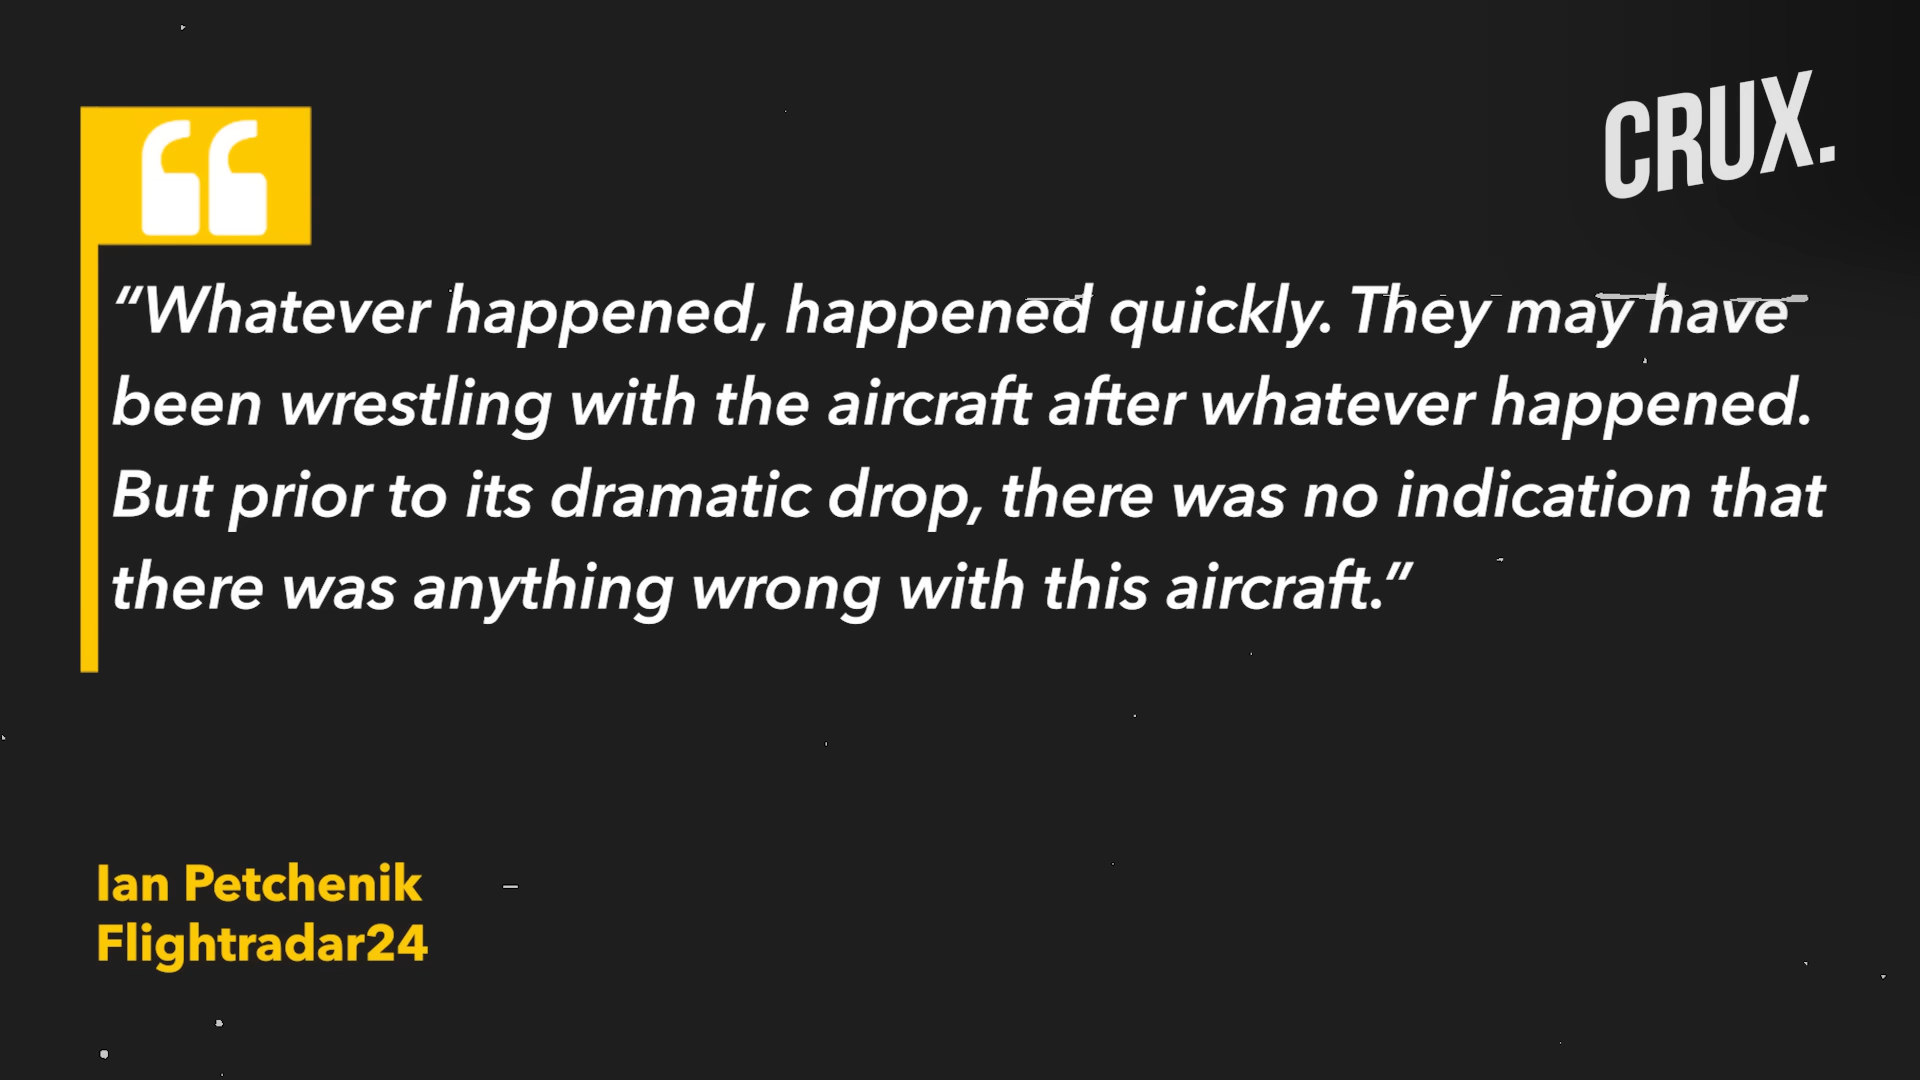 CRUX.
“Whatever happened, happened quickly. They may have
been wrestling with the aircraft after whatever happened.
But prior to its dramatic drop, there was no indication that
there was anything wrong with this aircraft.”
Ian Petchenik
Flightradar24